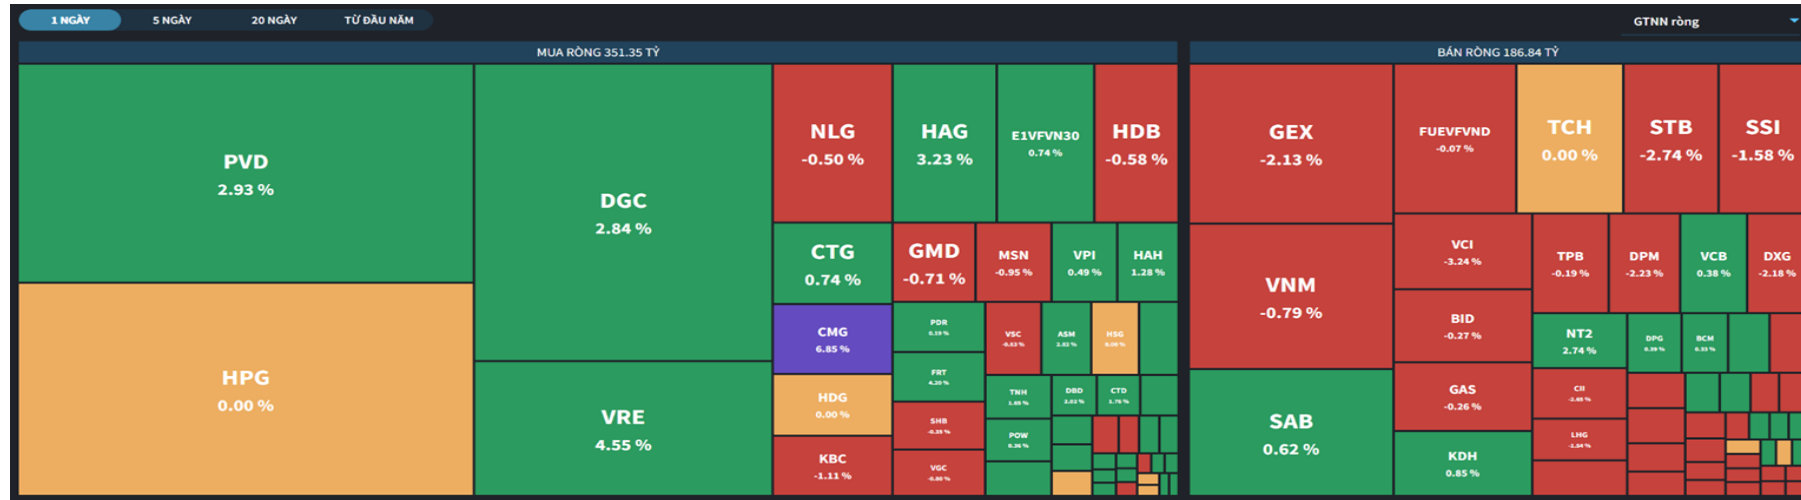 1 NGÀY
5 NGÀY
20 NGÀY
TỪ ĐẦU NĂM
GTNN ròng
MUA RÒNG 351.35 TỶ
BÁN RÒNG 186.84 TỶ
PVD
2.93 %
HPG
0.00 %
DGC
2.84 %
VRE
4.55 %
NLG
-0.50 %
HAG
3.23 %
E1VFVN30
0.74 %
HDB
-0.58 %
CTG
0.74 %
GMD
-0.71 %
MSN
-0.95 %
VPI
0.49 %
HAH
1.28 %
CMG
6.85 %
HDG
0.00 %
KBC
-1.11 %
PDR
0.19 %
FRT
4.20 %
SHB
VGC
VSC
ASM
HSG
0.00 %
TNH
DBD
CTD
POW
GEX
-2.13 %
VNM
-0.79 %
SAB
0.62 %
FUEVFVND
-0.07 %
TCH
0.00 %
STB
-2.74 %
SSI
-1.58 %
VCI
-3.24 %
BID
-0.27 %
GAS
-0.26 %
KDH
0.85 %
TPB
-0.19 %
DPM
-2.23 %
VCB
0.38 %
DXG
-2.18 %
NT2
2.74 %
DPG
BCM
CII
LHG